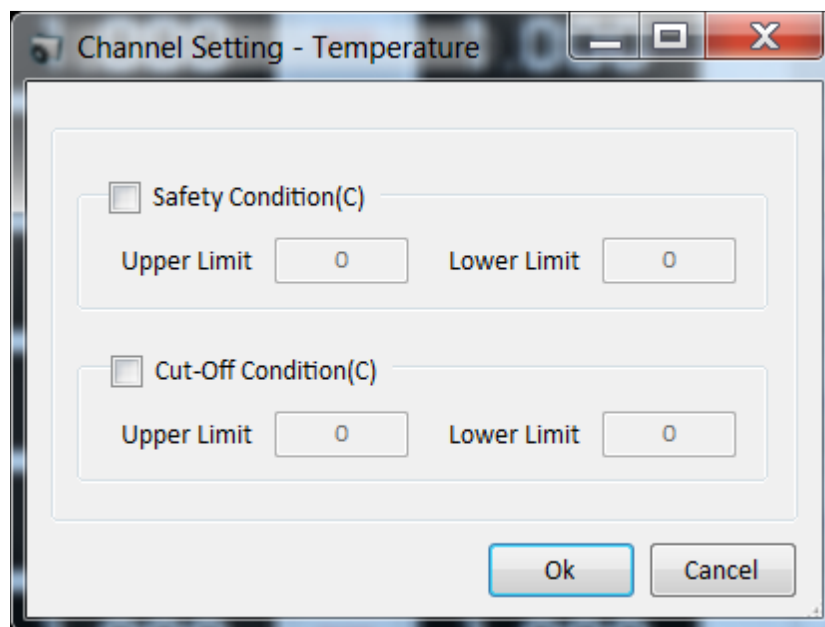 Channel Setting - Temperature
Safety Condition(C)
Upper Limit 0 Lower Limit 0
Cut-Off Condition(C)
Upper Limit 0 Lower Limit 0
Ok Cancel